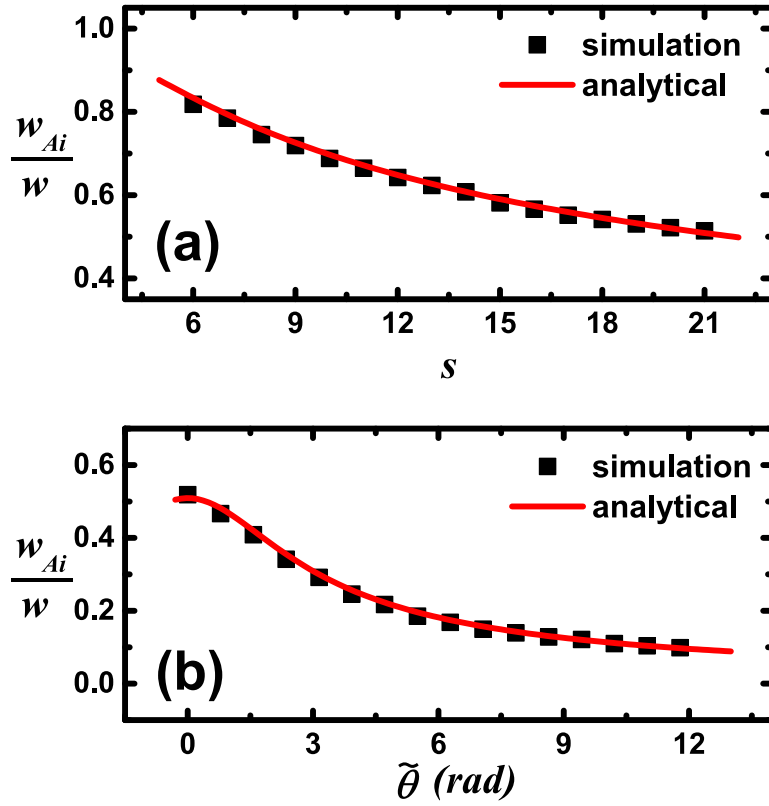 1.0
0.8
0.6
0.4
w_Ai
w
simulation
analytical
(a)
6 9 12 15 18 21
s
0.6
0.4
0.2
0.0
w_Ai
w
simulation
analytical
(b)
0 3 6 9 12
θ̃ (rad)